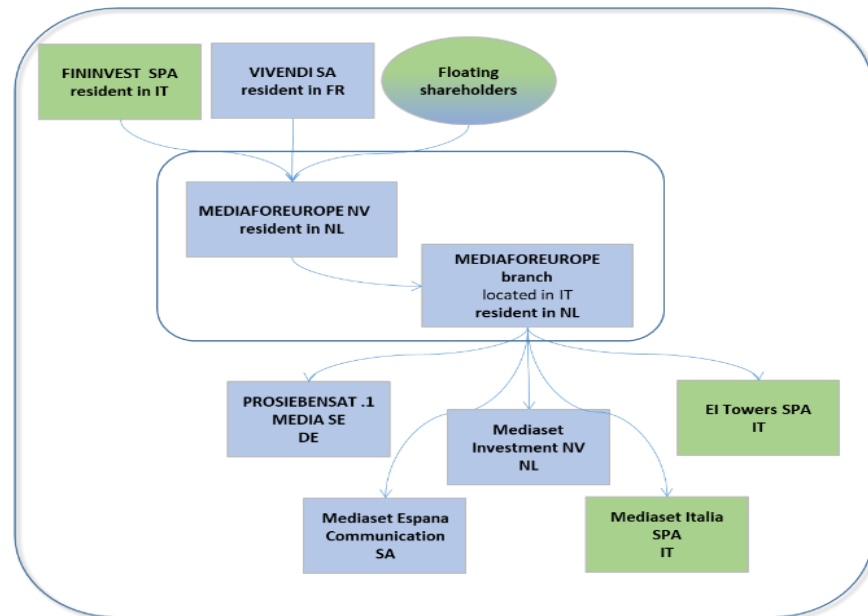 FININVEST SPA
resident in IT
VIVENDI SA
resident in FR
Floating
shareholders
MEDIAFOREUROPE NV
resident in NL
MEDIAFOREUROPE
branch
located in IT
resident in NL
PROSIEBENSAT .1
MEDIA SE
DE
Mediaset
Investment NV
NL
EI Towers SPA
IT
Mediaset Espana
Communication
SA
Mediaset Italia
SPA
IT